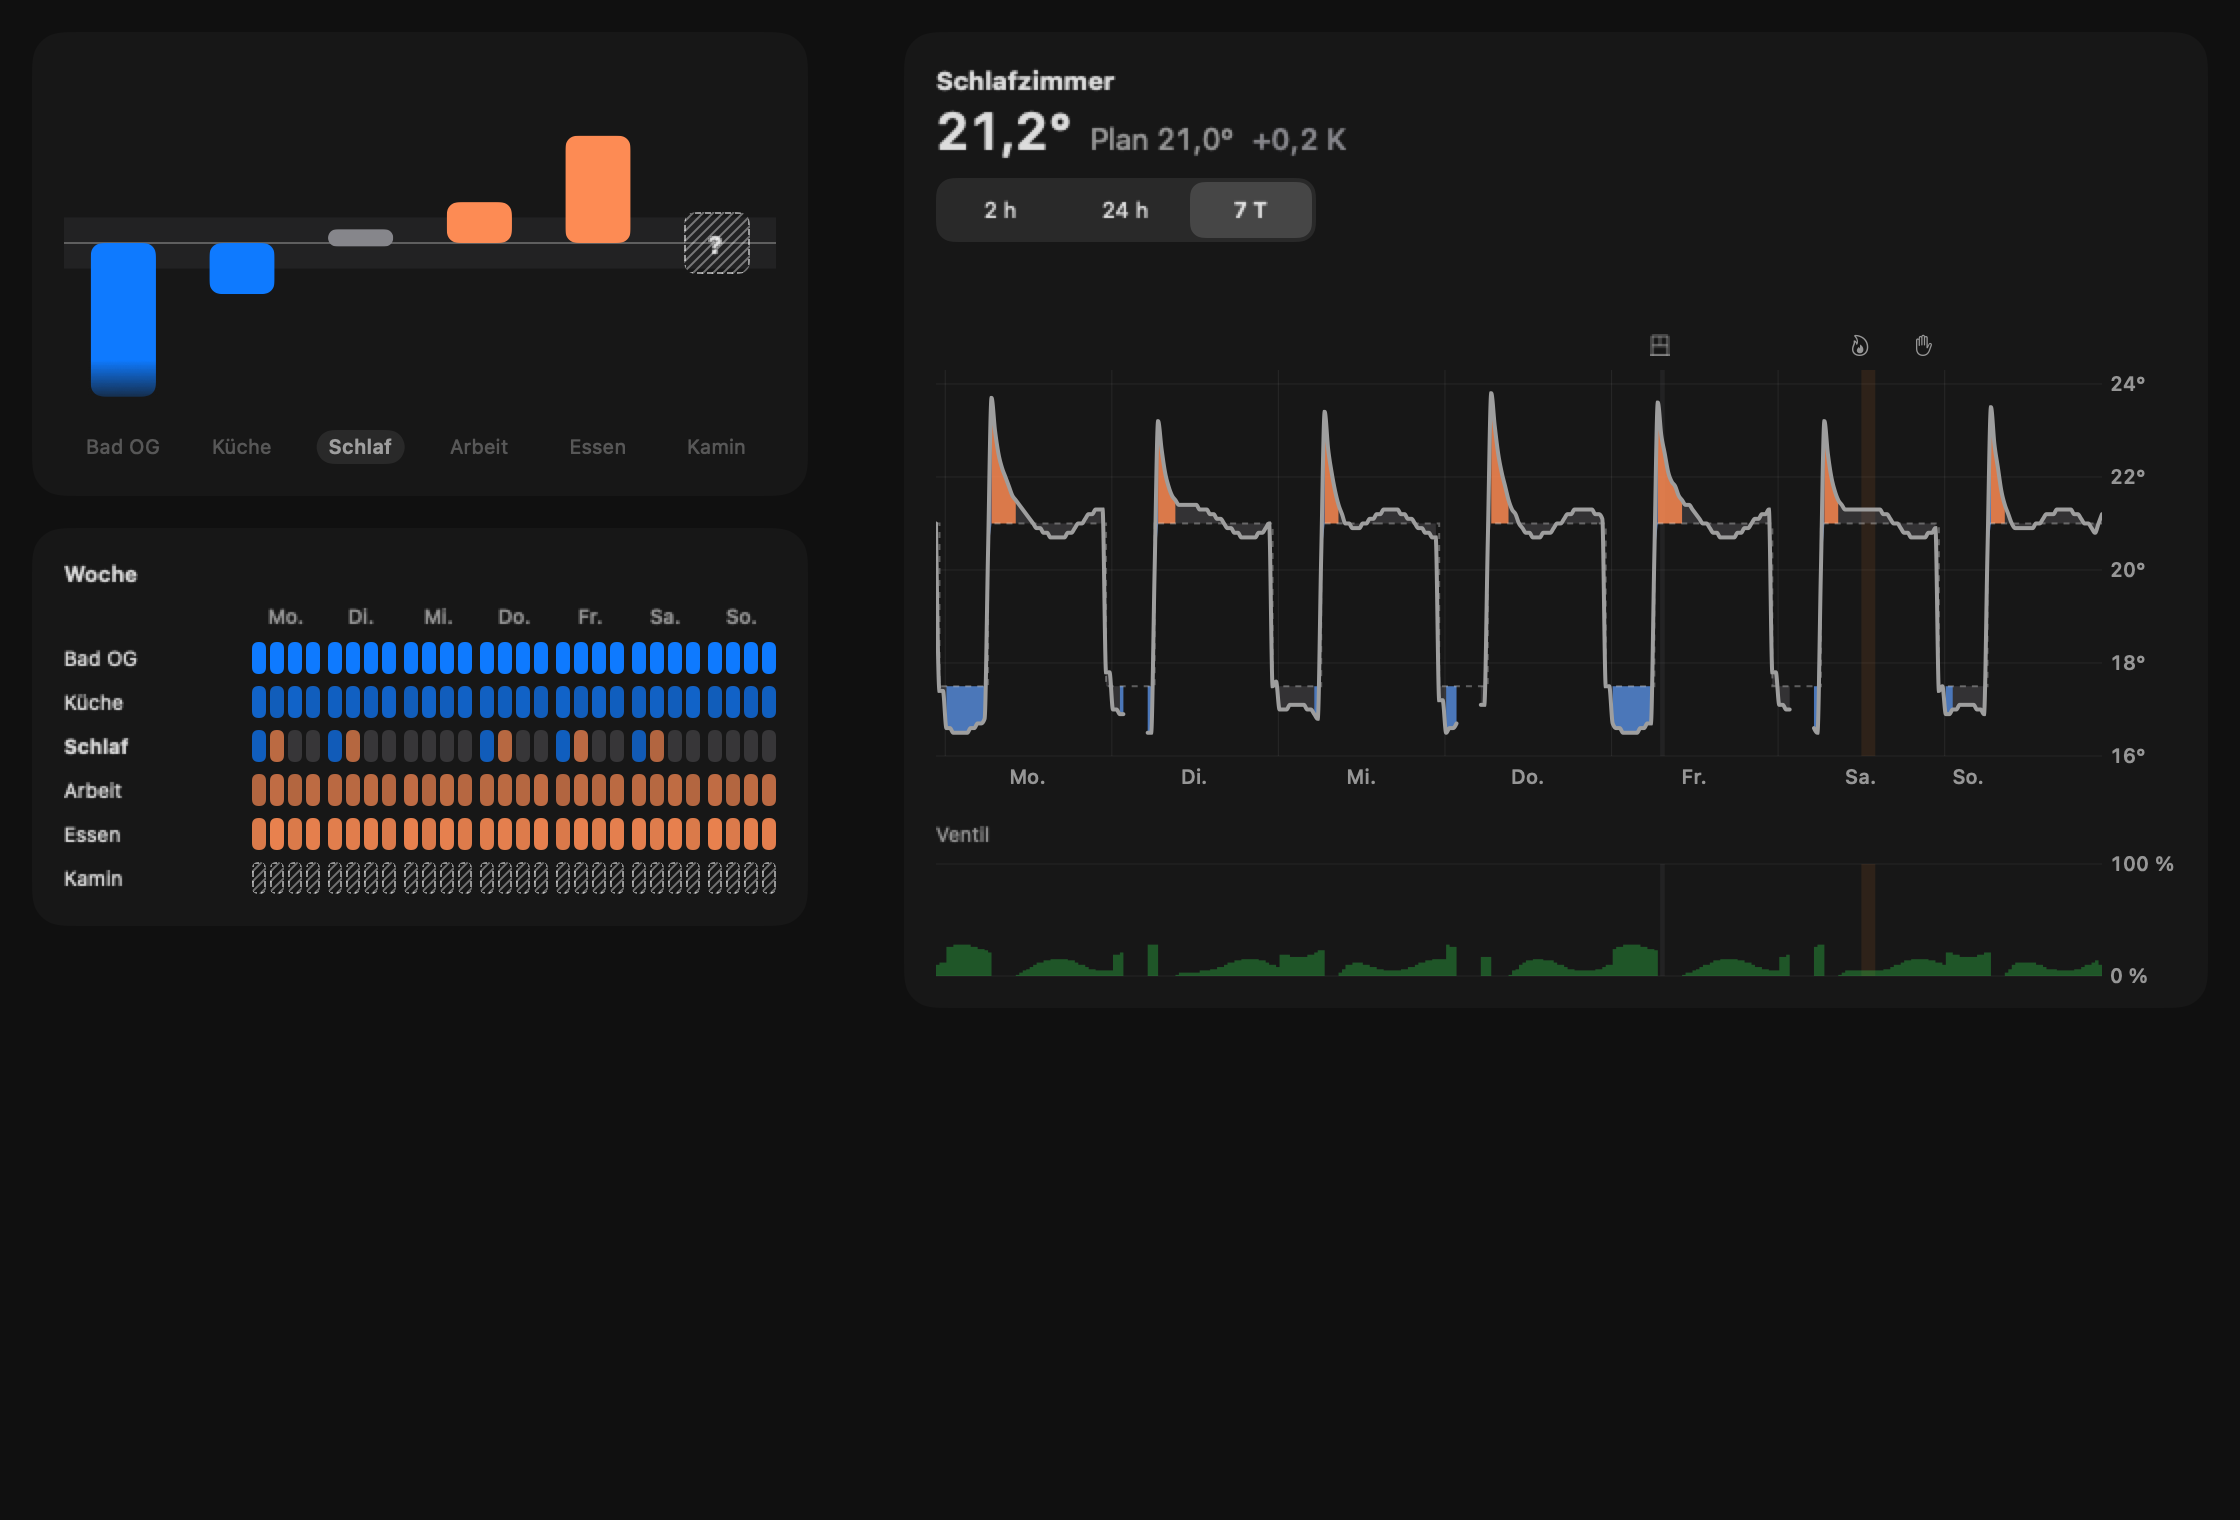 ?
Bad OG Küche Schlaf Arbeit Essen Kamin
Woche
Mo. Di. Mi. Do. Fr. Sa. So.
Bad OG
Küche
Schlaf
Arbeit
Essen
Kamin
Schlafzimmer
21,2° Plan 21,0° +0,2 K
2 h 24 h 7 T
24°
22°
20°
18°
16°
Mo. Di. Mi. Do. Fr. Sa. So.
Ventil
100 %
0 %